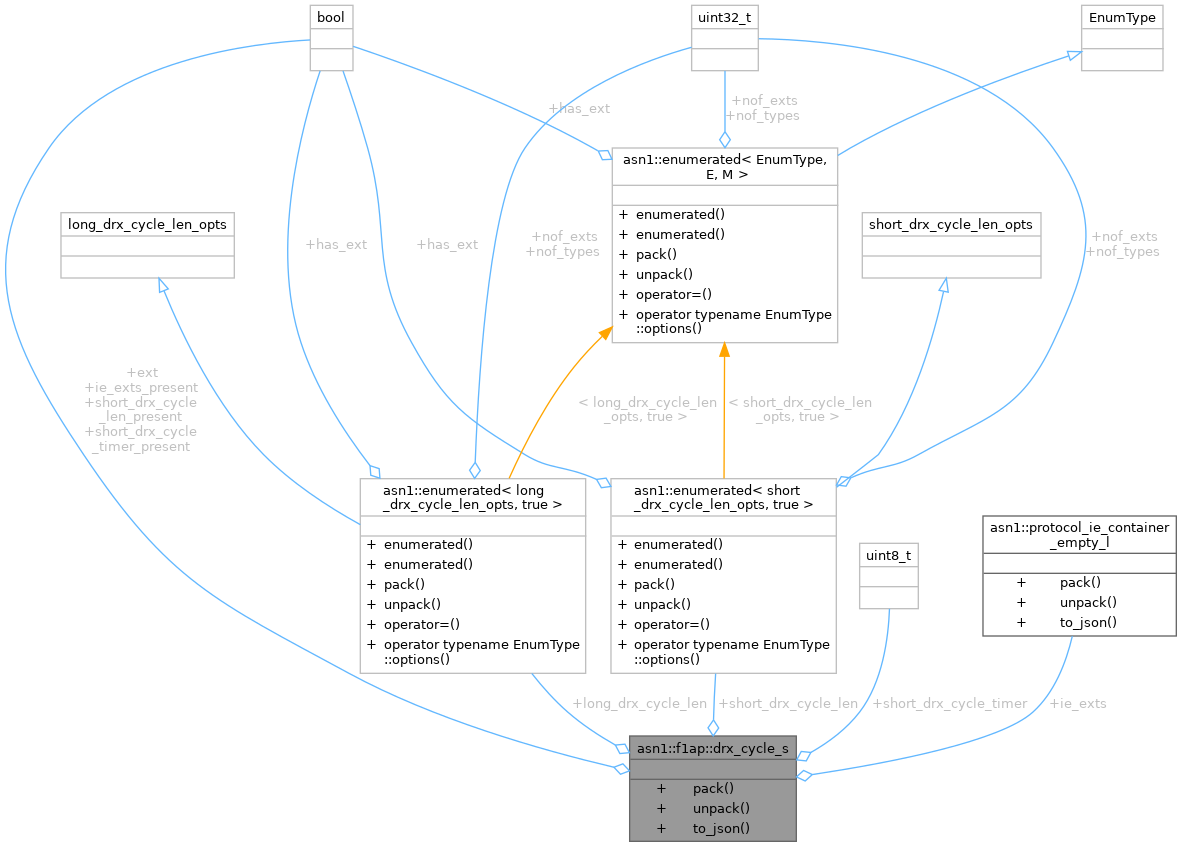 bool
uint32_t
EnumType
+has_ext
+nof_exts
+nof_types
asn1::enumerated< EnumType,
E, M >
+ enumerated()
+ enumerated()
+ pack()
+ unpack()
+ operator=()
+ operator typename EnumType
::options()
long_drx_cycle_len_opts
short_drx_cycle_len_opts
+has_ext
+has_ext
+nof_exts
+nof_types
+nof_exts
+nof_types
+ext
+ie_exts_present
+short_drx_cycle
_len_present
+short_drx_cycle
_timer_present
< long_drx_cycle_len
_opts, true >
< short_drx_cycle_len
_opts, true >
asn1::enumerated< long
_drx_cycle_len_opts, true >
+ enumerated()
+ enumerated()
+ pack()
+ unpack()
+ operator=()
+ operator typename EnumType
::options()
asn1::enumerated< short
_drx_cycle_len_opts, true >
+ enumerated()
+ enumerated()
+ pack()
+ unpack()
+ operator=()
+ operator typename EnumType
::options()
uint8_t
asn1::protocol_ie_container
_empty_l
+ pack()
+ unpack()
+ to_json()
+long_drx_cycle_len
+short_drx_cycle_len
+short_drx_cycle_timer
+ie_exts
asn1::f1ap::drx_cycle_s
+ pack()
+ unpack()
+ to_json()